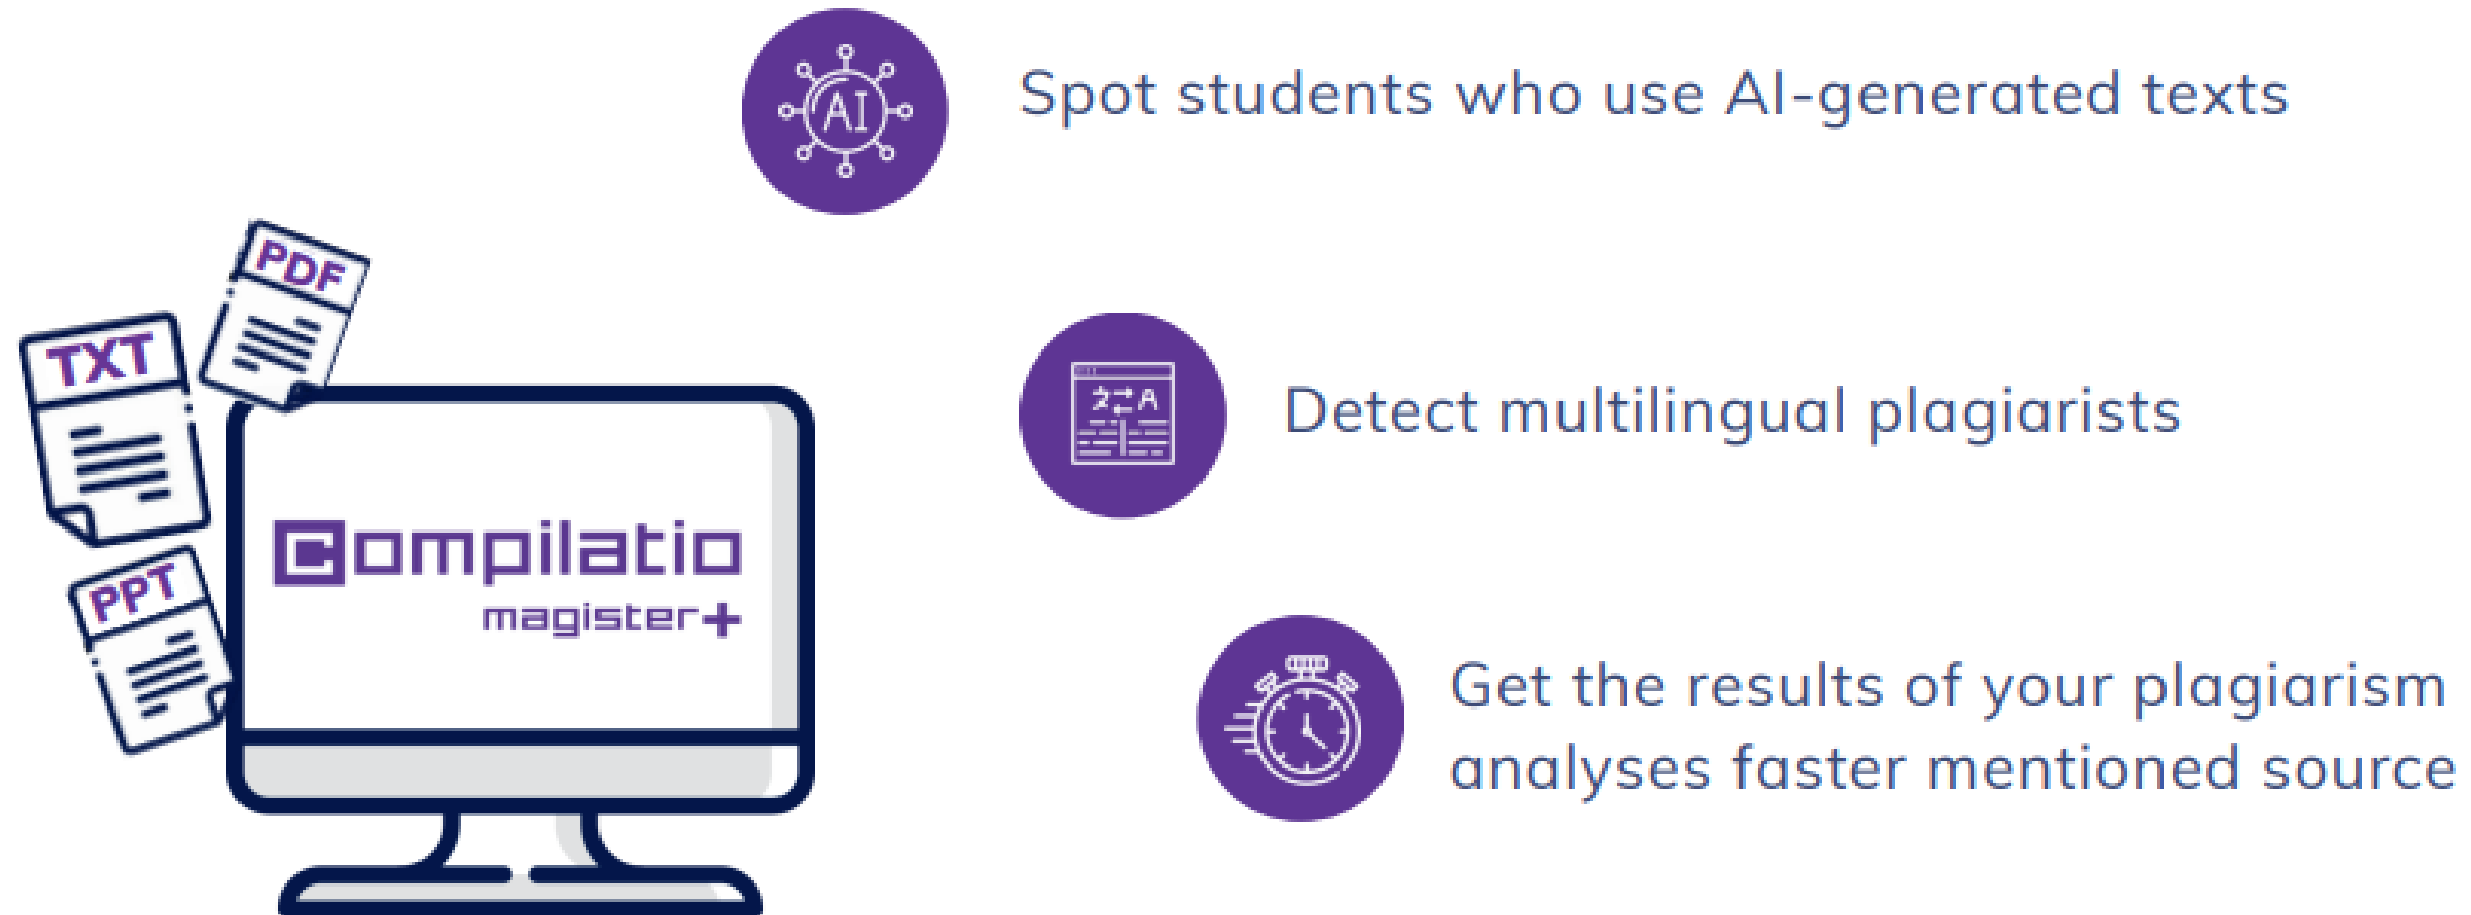 AI
Spot students who use AI-generated texts
PDF
TXT
Detect multilingual plagiarists
Compilatio
magister+
PPT
Get the results of your plagiarism
analyses faster mentioned source